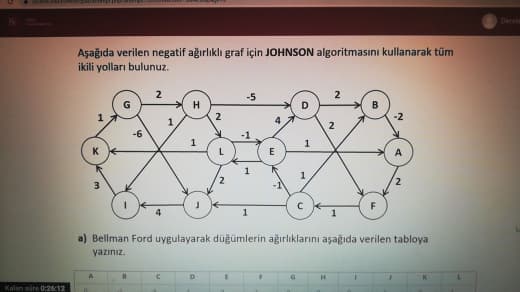 Aşağıda verilen negatif ağırlıklı graf için JOHNSON algoritmasını kullanarak tüm
ikili yolları bulunuz.
2 -5 2
G H D B
1 -6 1 2 4 2 -2
-1
K 1 L E 1 A
1
3 2 -1 1 2
I J C F
4 1 1
a) Bellman Ford uygulayarak düğümlerin ağırlıklarını aşağıda verilen tabloya
yazınız.
A B C D E F G H I J K L
Kalan süre 0:26:12